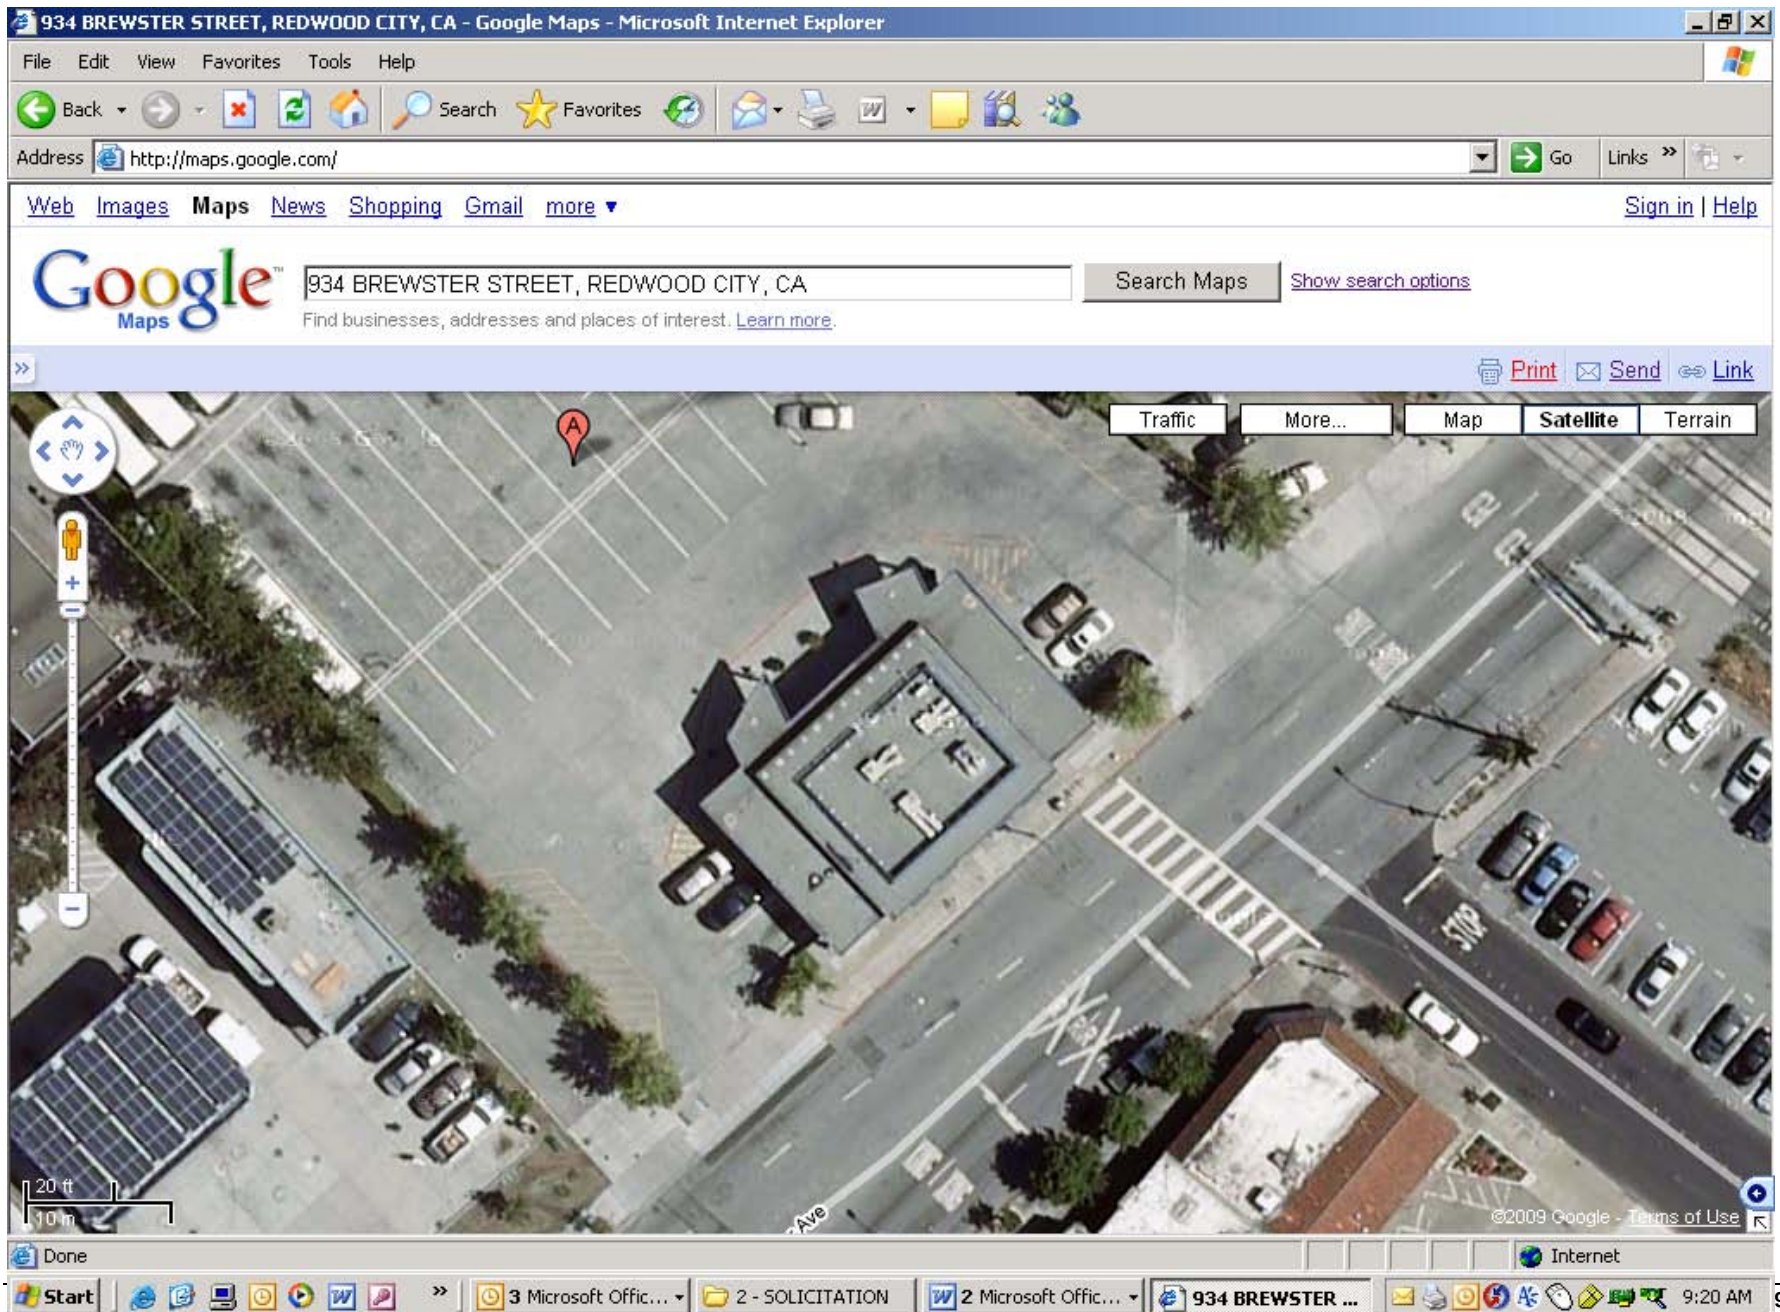 934 BREWSTER STREET, REDWOOD CITY, CA - Google Maps - Microsoft Internet Explorer
File Edit View Favorites Tools Help
Back Search Favorites
Address http://maps.google.com/ Go Links »
Web Images Maps News Shopping Gmail more ▼ Sign in | Help
Google™ Maps
934 BREWSTER STREET, REDWOOD CITY, CA Search Maps Show search options
Find businesses, addresses and places of interest. Learn more.
» Print Send Link
Traffic More... Map Satellite Terrain
A
STOP
20 ft
10 m
Ave
©2009 Google - Terms of Use
Done Internet
Start » 3 Microsoft Offic... 2 - SOLICITATION 2 Microsoft Offic... 934 BREWSTER ... 9:20 AM